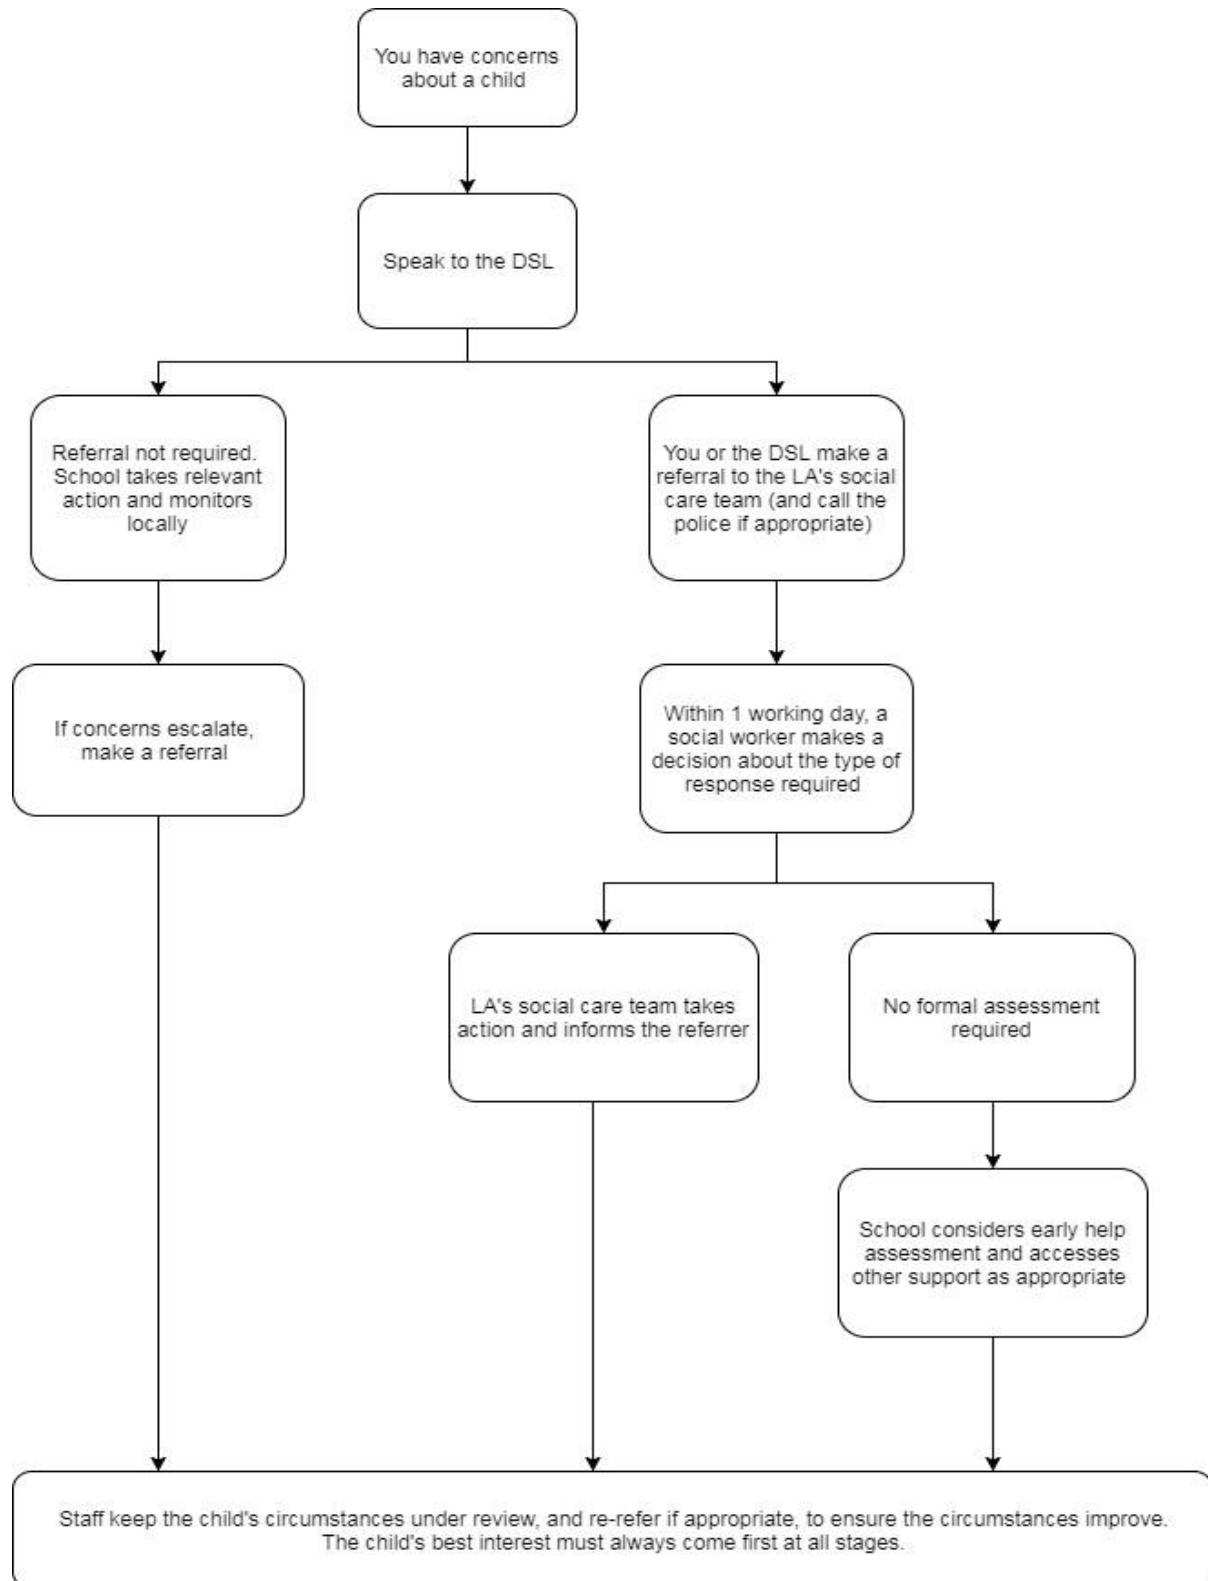 You have concerns
about a child
Speak to the DSL
Referral not required.
School takes relevant
action and monitors
locally
You or the DSL make a
referral to the LA's social
care team (and call the
police if appropriate)
If concerns escalate,
make a referral
Within 1 working day, a
social worker makes a
decision about the type of
response required
LA's social care team takes
action and informs the referrer
No formal assessment
required
School considers early help
assessment and accesses
other support as appropriate
Staff keep the child's circumstances under review, and re-refer if appropriate, to ensure the circumstances improve.
The child's best interest must always come first at all stages.